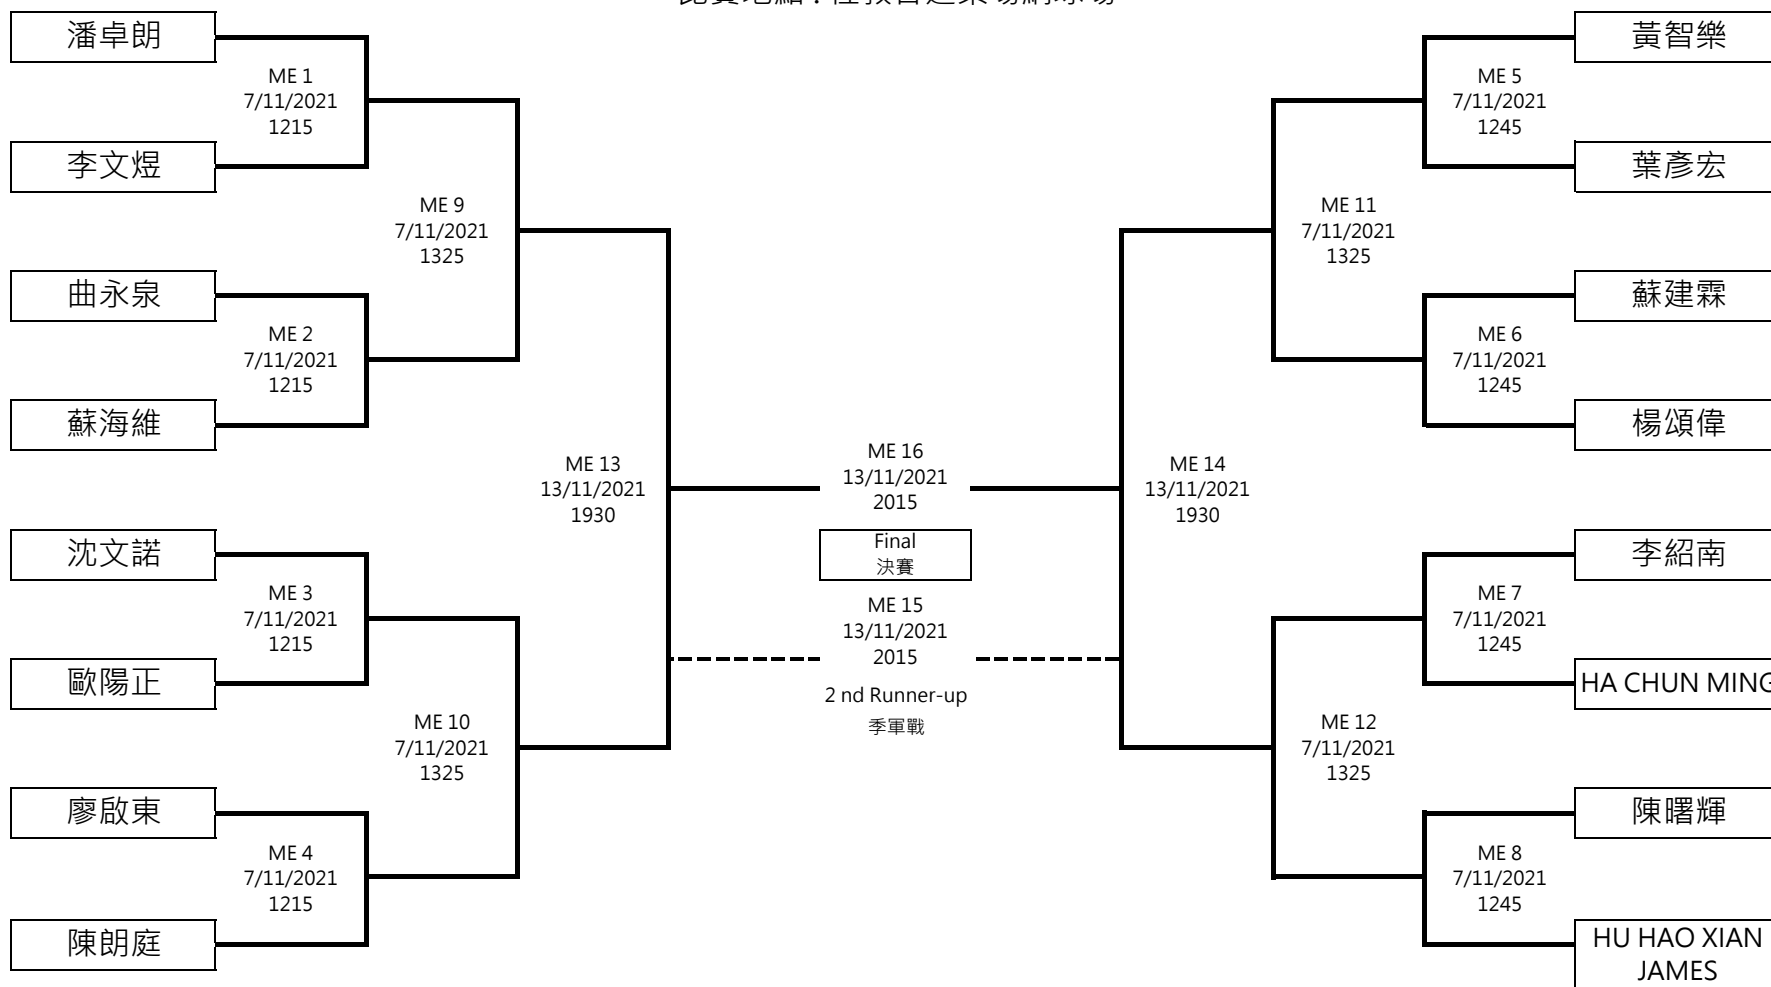 潘卓朗
ME 1
7/11/2021
1215
李文煜
ME 9
7/11/2021
1325
曲永泉
ME 2
7/11/2021
1215
蘇海維
ME 13
13/11/2021
1930
沈文諾
ME 3
7/11/2021
1215
歐陽正
ME 10
7/11/2021
1325
廖啟東
ME 4
7/11/2021
1215
陳朗庭
ME 16
13/11/2021
2015
Final
決賽
ME 15
13/11/2021
2015
2 nd Runner-up
季軍戰
黃智樂
ME 5
7/11/2021
1245
葉彥宏
ME 11
7/11/2021
1325
蘇建霖
ME 6
7/11/2021
1245
楊頌偉
ME 14
13/11/2021
1930
李紹南
ME 7
7/11/2021
1245
HA CHUN MING
ME 12
7/11/2021
1325
陳曙輝
ME 8
7/11/2021
1245
HU HAO XIAN
JAMES